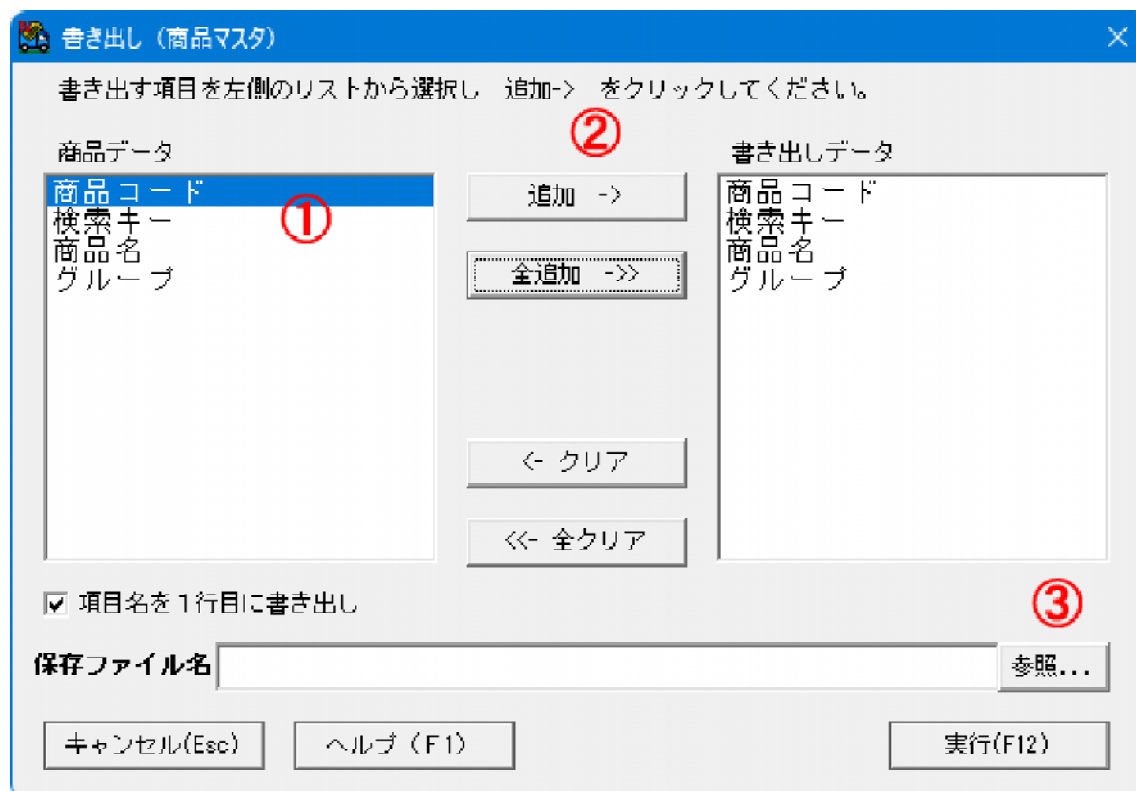 書き出し（商品マスタ）
書き出す項目を左側のリストから選択し　追加->　をクリックしてください。
②
商品データ
書き出しデータ
商品コード
検索キー
商品名
グループ
①
追加　->
全追加　->>
<- クリア
<<- 全クリア
商品コード
検索キー
商品名
グループ
項目名を１行目に書き出し
③
保存ファイル名
参照...
キャンセル(Esc)
ヘルプ（Ｆ1）
実行(F12)